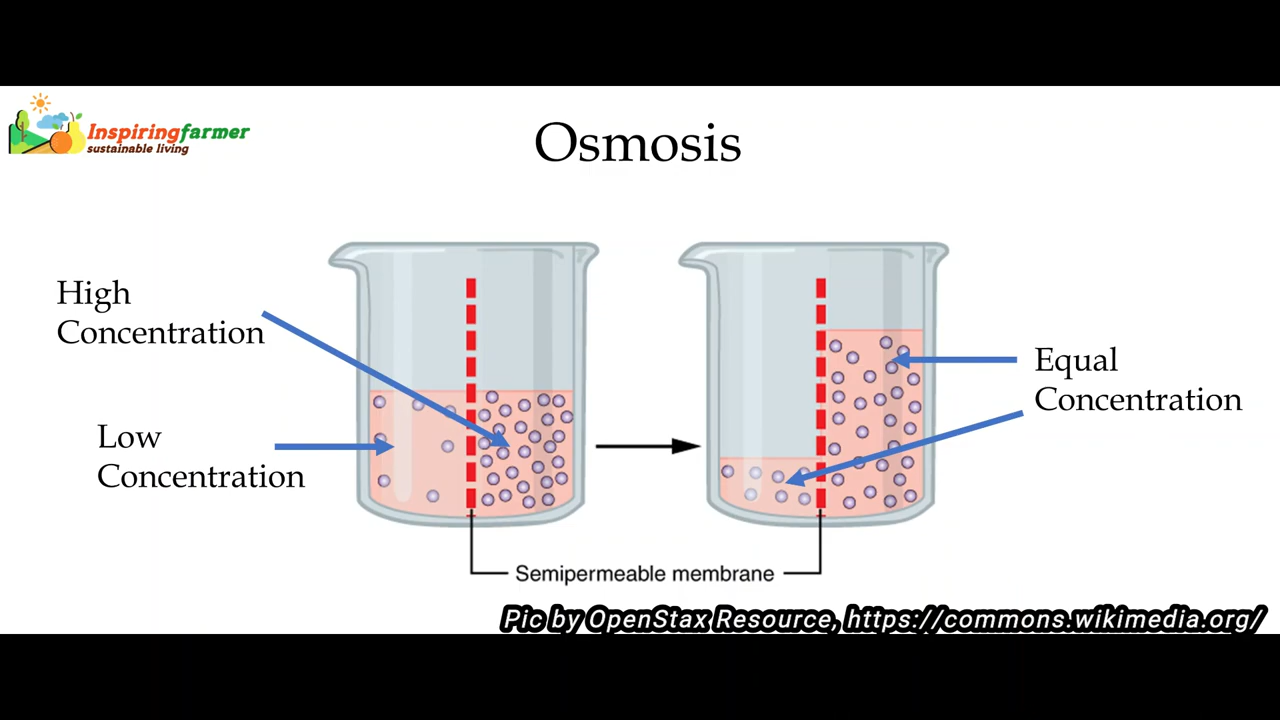 Inspiringfarmer
sustainable living
Osmosis
High
Concentration
Low
Concentration
Equal
Concentration
Semipermeable membrane
Pic by OpenStax Resource, https://commons.wikimedia.org/